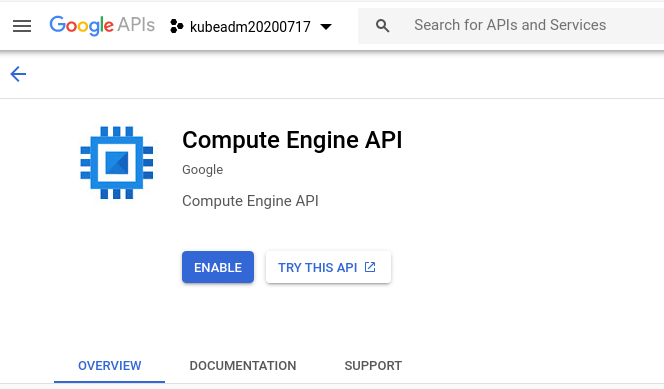 Google APIs kubeadm20200717 Search for APIs and Services
Compute Engine API
Google
Compute Engine API
ENABLE TRY THIS API
OVERVIEW DOCUMENTATION SUPPORT